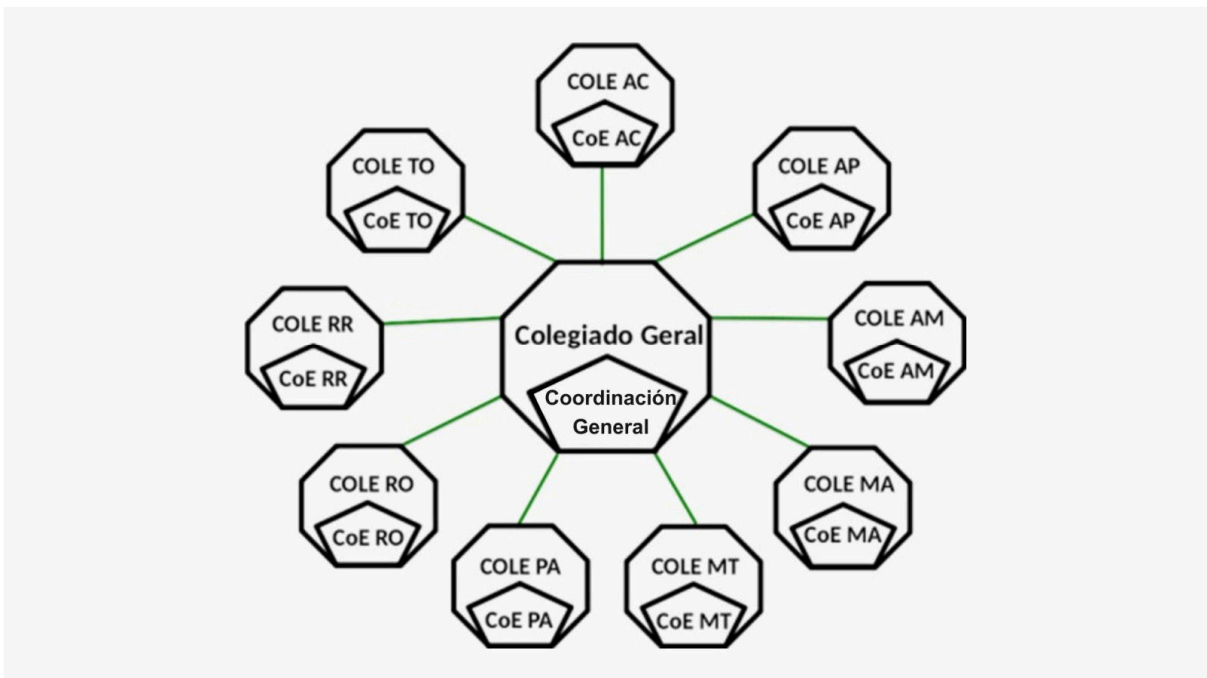 COLE AC
CoE AC
COLE TO
CoE TO
COLE AP
CoE AP
COLE RR
CoE RR
Colegiado Geral
Coordinación
General
COLE AM
CoE AM
COLE RO
CoE RO
COLE MA
CoE MA
COLE PA
CoE PA
COLE MT
CoE MT